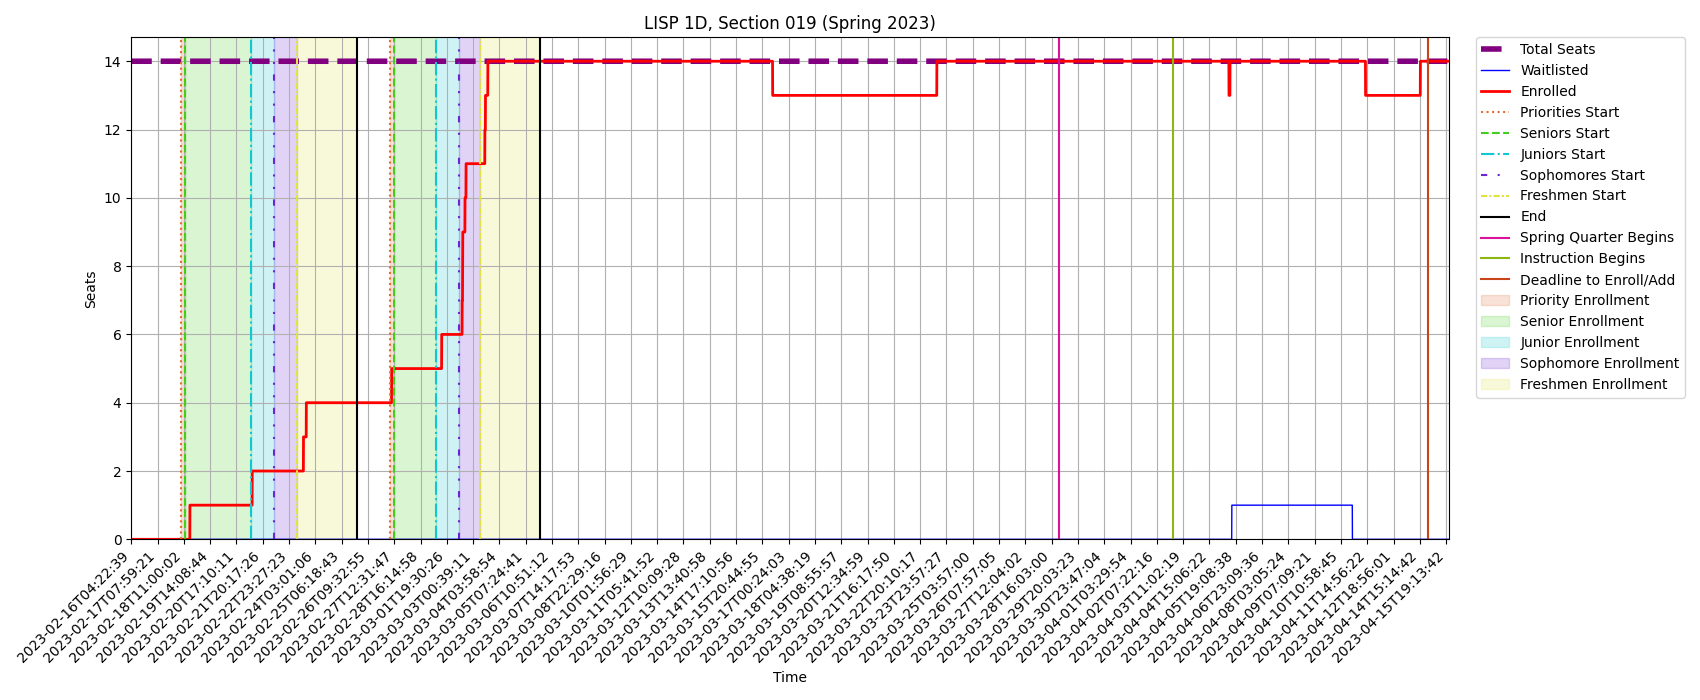 LISP 1D, Section 019 (Spring 2023)
Seats
14
12
10
8
6
4
2
0
2023-02-16T04:22:39
2023-02-17T07:59:21
2023-02-18T11:00:02
2023-02-19T14:08:44
2023-02-20T17:10:11
2023-02-21T20:17:26
2023-02-22T23:27:23
2023-02-24T03:01:06
2023-02-25T06:18:43
2023-02-26T09:32:55
2023-02-27T12:31:47
2023-02-28T16:14:58
2023-03-01T19:30:26
2023-03-03T00:39:11
2023-03-04T03:58:54
2023-03-05T07:24:41
2023-03-06T10:51:12
2023-03-07T14:17:53
2023-03-08T22:29:16
2023-03-10T01:56:29
2023-03-11T05:41:52
2023-03-12T10:09:28
2023-03-13T13:40:58
2023-03-14T17:10:56
2023-03-15T20:44:55
2023-03-17T00:24:03
2023-03-18T04:38:19
2023-03-19T08:55:57
2023-03-20T12:34:59
2023-03-21T16:17:50
2023-03-22T20:10:17
2023-03-23T23:57:27
2023-03-25T03:57:00
2023-03-26T07:57:05
2023-03-27T12:04:02
2023-03-28T16:03:00
2023-03-29T20:03:23
2023-03-30T23:47:04
2023-04-01T03:29:54
2023-04-02T07:22:16
2023-04-03T11:02:19
2023-04-04T15:06:22
2023-04-05T19:08:38
2023-04-06T23:09:36
2023-04-08T03:05:24
2023-04-09T07:09:21
2023-04-10T10:58:45
2023-04-11T14:56:22
2023-04-12T18:56:01
2023-04-14T15:14:42
2023-04-15T19:13:42
Time
Total Seats
Waitlisted
Enrolled
Priorities Start
Seniors Start
Juniors Start
Sophomores Start
Freshmen Start
End
Spring Quarter Begins
Instruction Begins
Deadline to Enroll/Add
Priority Enrollment
Senior Enrollment
Junior Enrollment
Sophomore Enrollment
Freshmen Enrollment